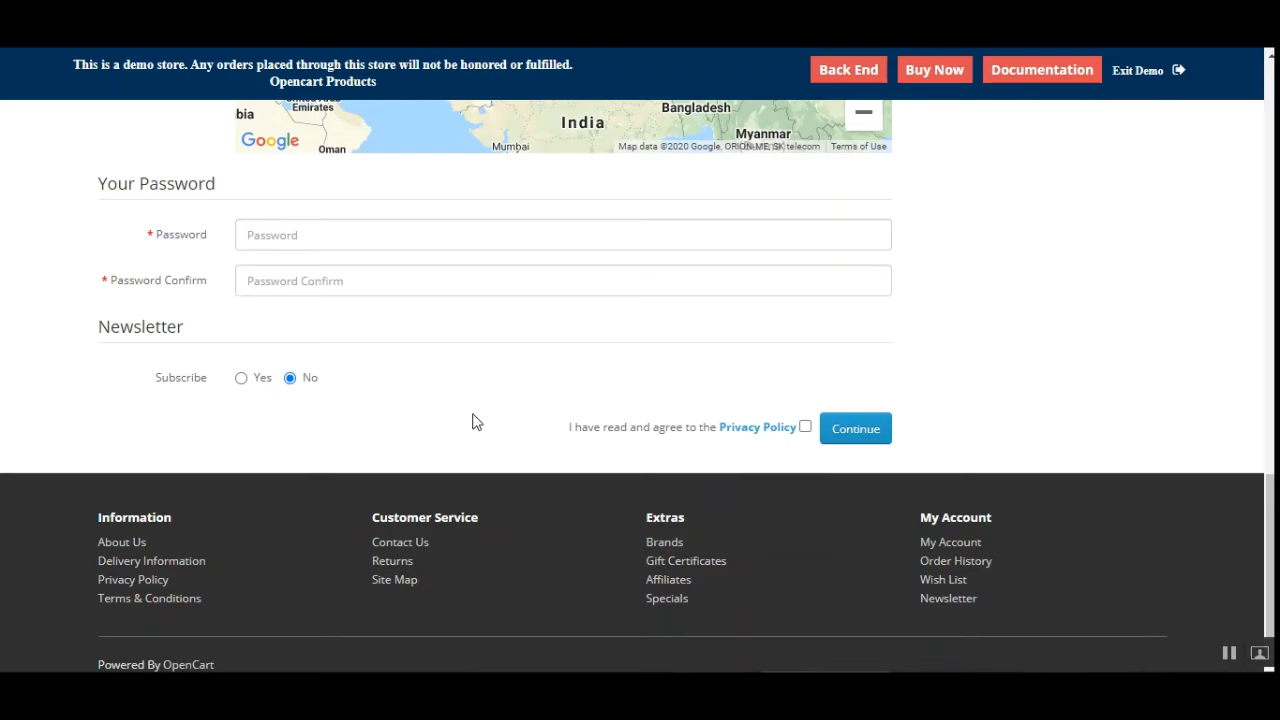 This is a demo store. Any orders placed through this store will not be honored or fulfilled.
Opencart Products
Back End
Buy Now
Documentation
Exit Demo
bia
Emirates
Oman
Google
India
Mumbai
Bangladesh
Myanmar
Map data ©2020 Google, ORION-ME, SK telecom
Terms of Use
Your Password
* Password
Password
* Password Confirm
Password Confirm
Newsletter
Subscribe
Yes
No
I have read and agree to the Privacy Policy
Continue
Information
About Us
Delivery Information
Privacy Policy
Terms & Conditions
Customer Service
Contact Us
Returns
Site Map
Extras
Brands
Gift Certificates
Affiliates
Specials
My Account
My Account
Order History
Wish List
Newsletter
Powered By OpenCart